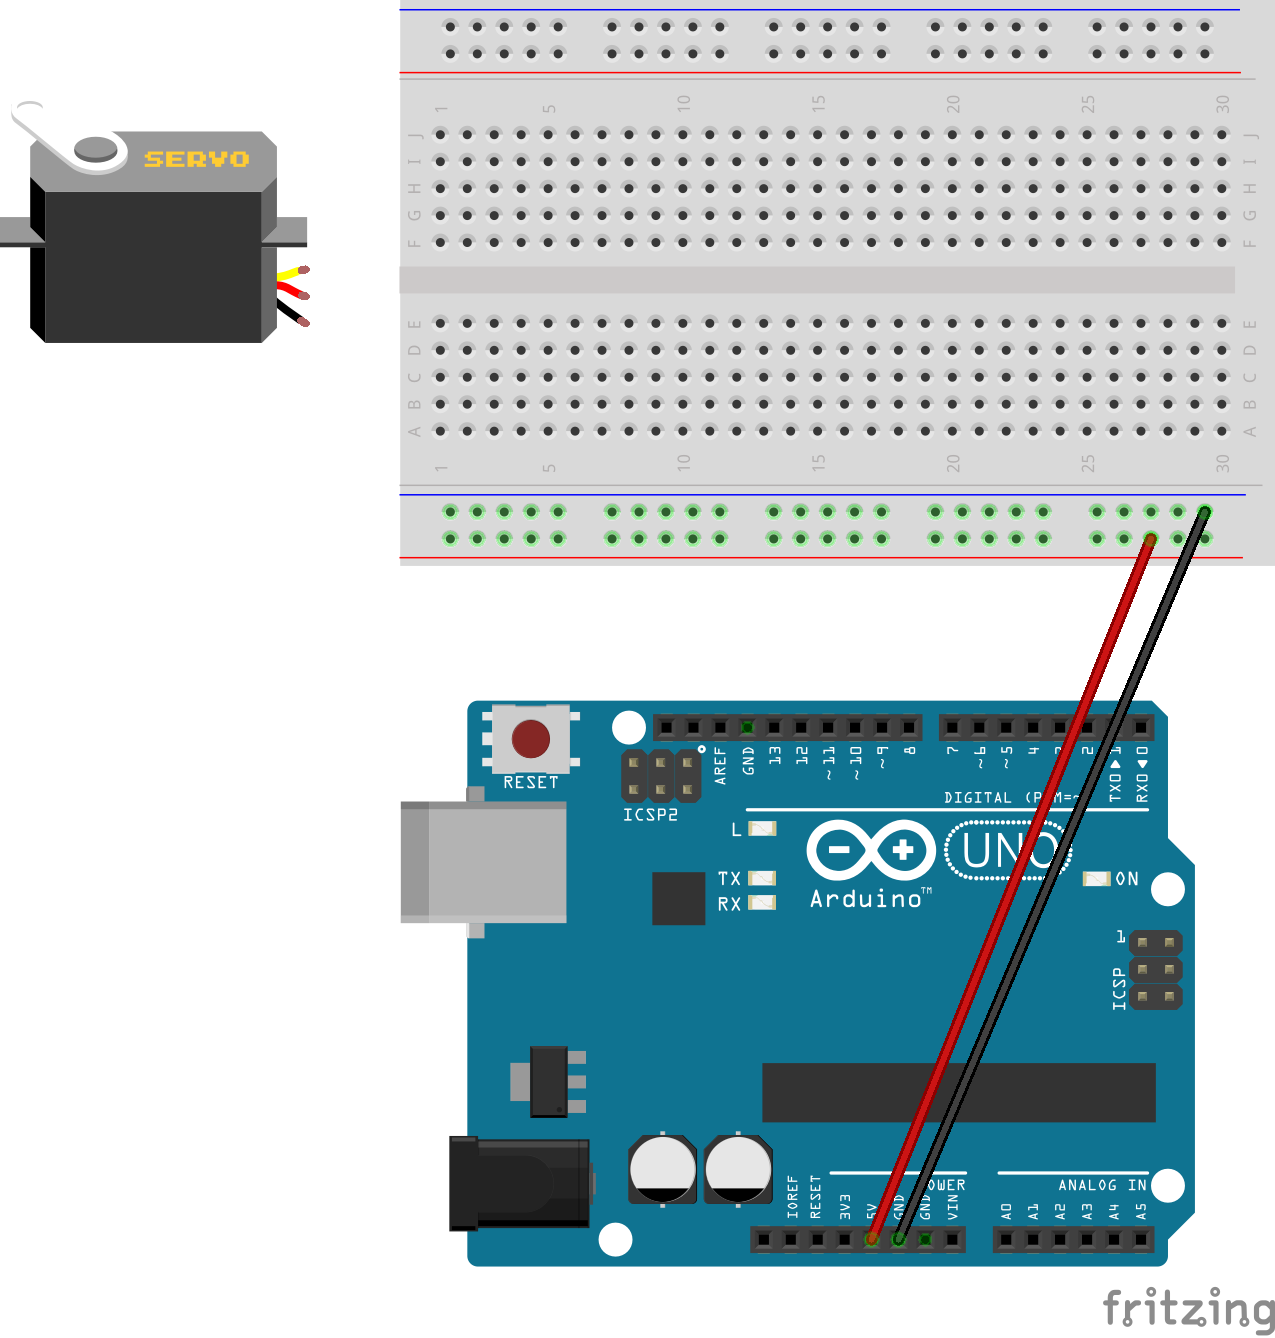 1 5 10 15 20 25 30
J J
I I
H H
G G
F F
SERVO
E E
D D
C C
B B
A A
1 5 10 15 20 25 30
RESET
AREF GND 13 12 ~11 ~10 ~9 8 7 ~6 ~5 4 3 2 TX0▶1 RX0◀0
ICSP2
DIGITAL (PWM=~
L
UNO
TX
RX
Arduino™
ON
1
ICSP
POWER
ANALOG IN
IOREF RESET 3V3 5V GND GND VIN A0 A1 A2 A3 A4 A5
fritzing